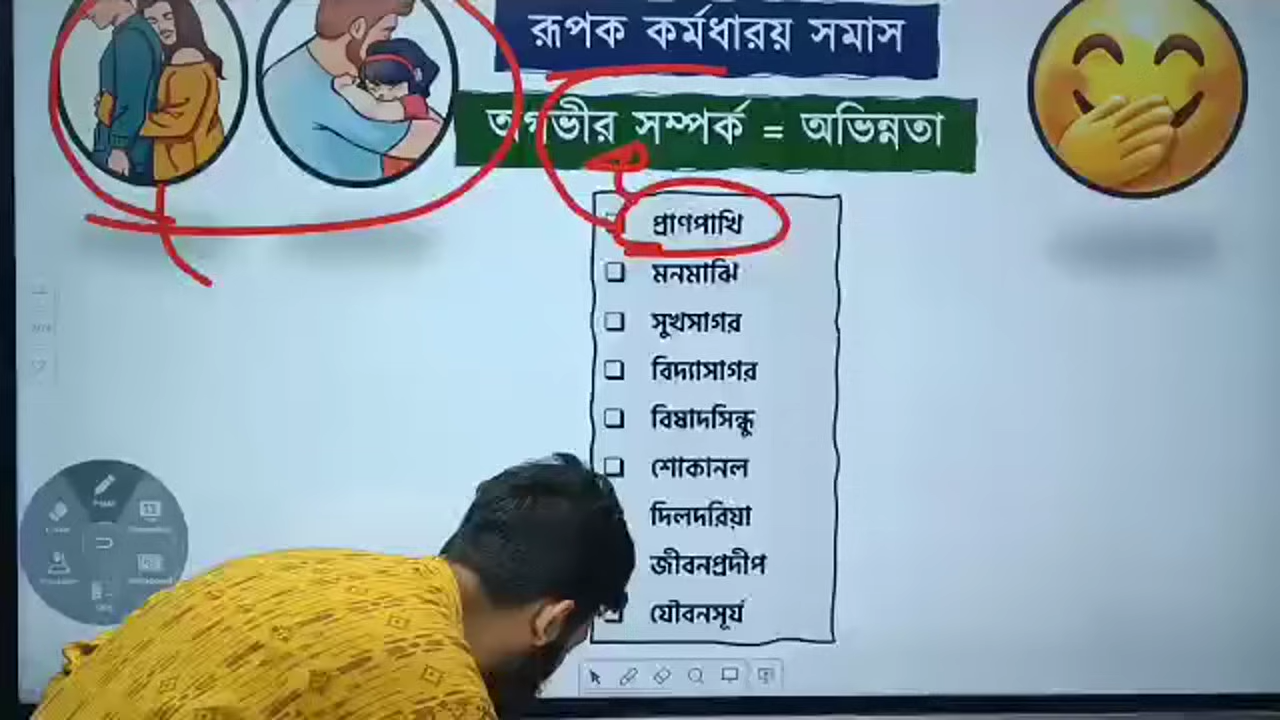 রূপক কর্মধারয় সমাস
গভীর সম্পর্ক = অভিন্নতা
প্রাণপাখি
মনমাঝি
সুখসাগর
বিদ্যাসাগর
বিষাদসিন্ধু
শোকানল
দিলদরিয়া
জীবনপ্রদীপ
যৌবনসূর্য